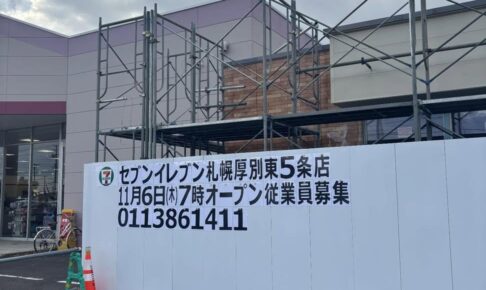 セブンイレブン札幌厚別東5条店
11月6日(木)7時オープン従業員募集
0113861411